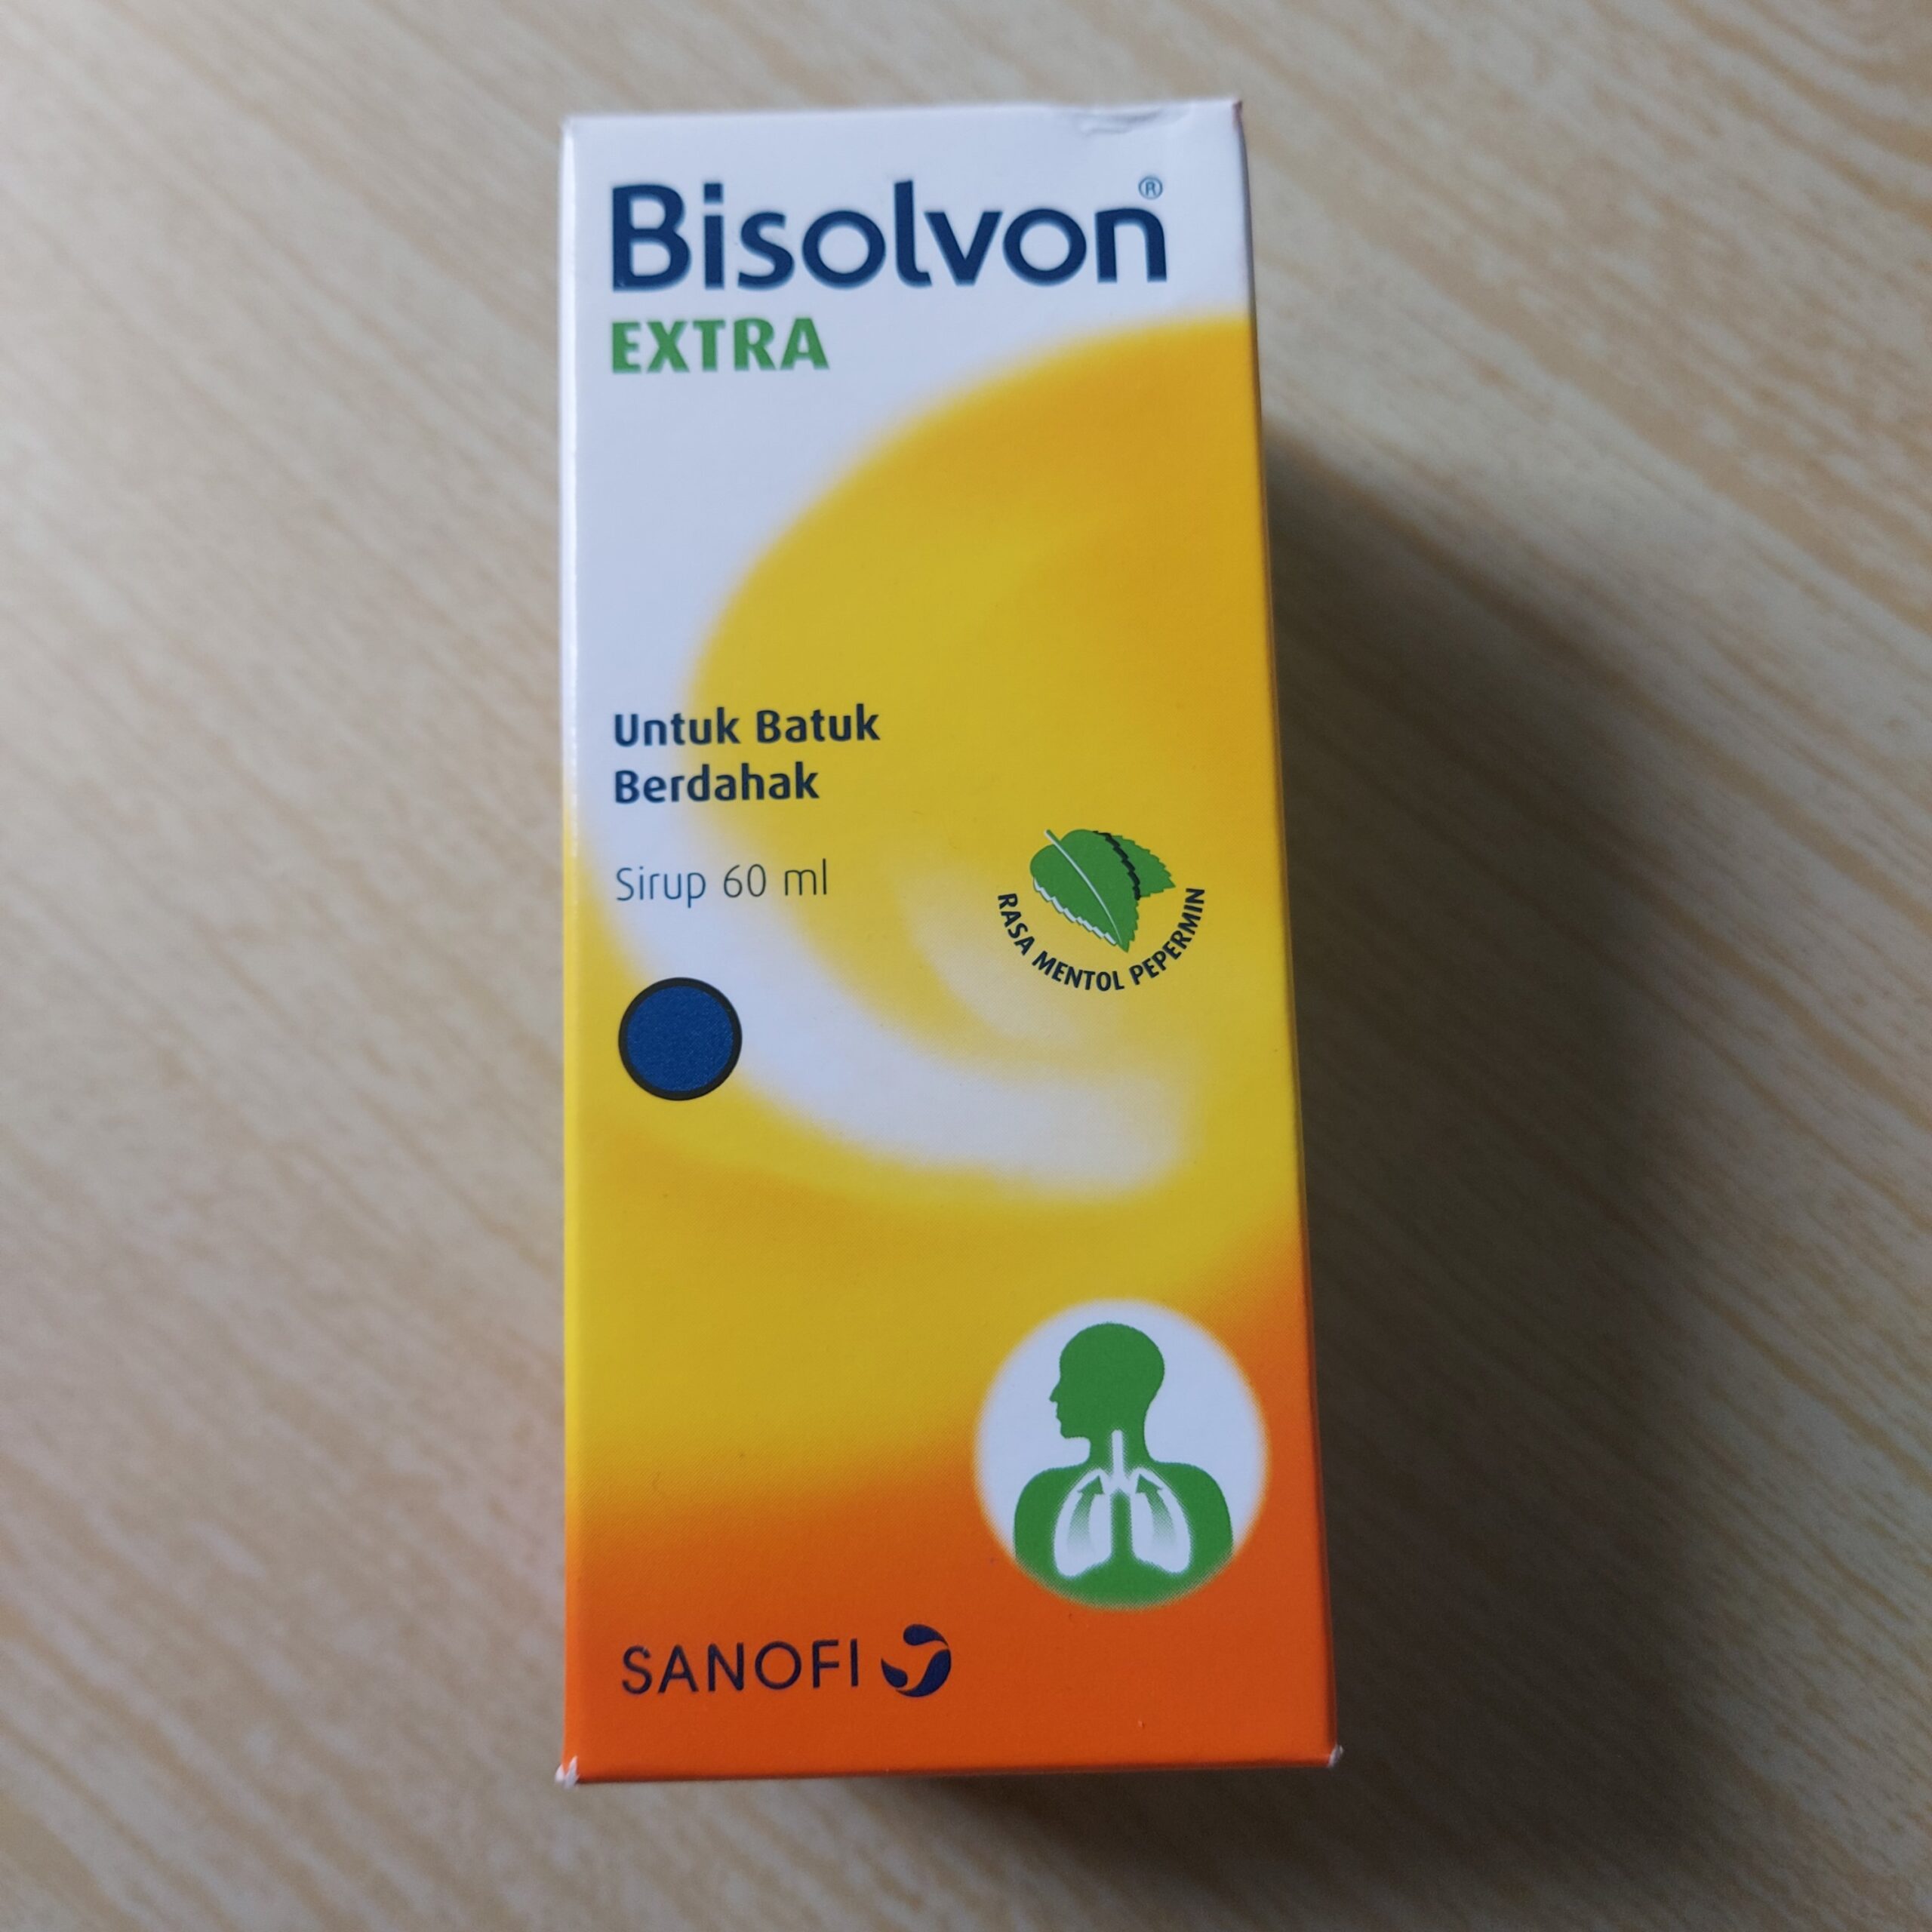 Bisolvon®
EXTRA
Untuk Batuk
Berdahak
Sirup 60 ml
RASA MENTOL PEPERMIN
SANOFI